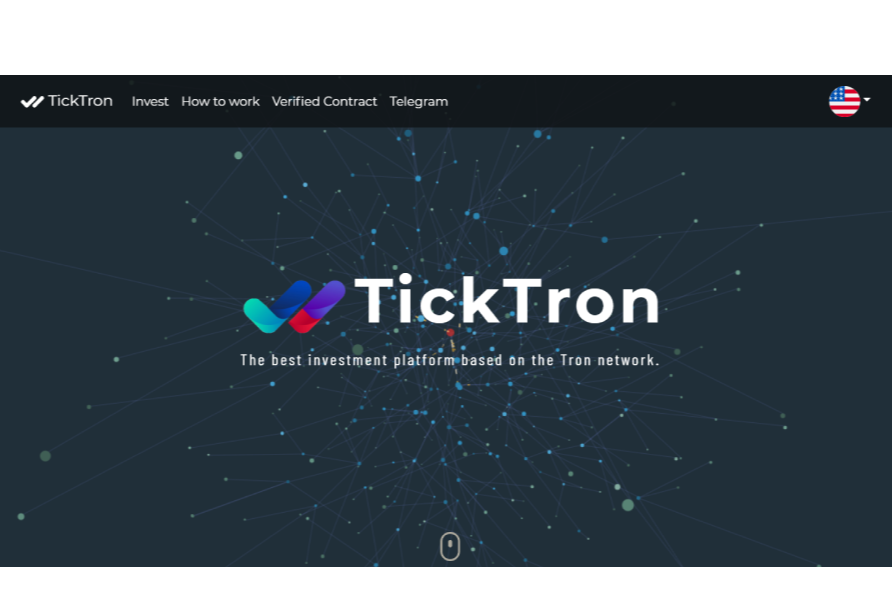 TickTron Invest How to work Verified Contract Telegram
TickTron
The best investment platform based on the Tron network.